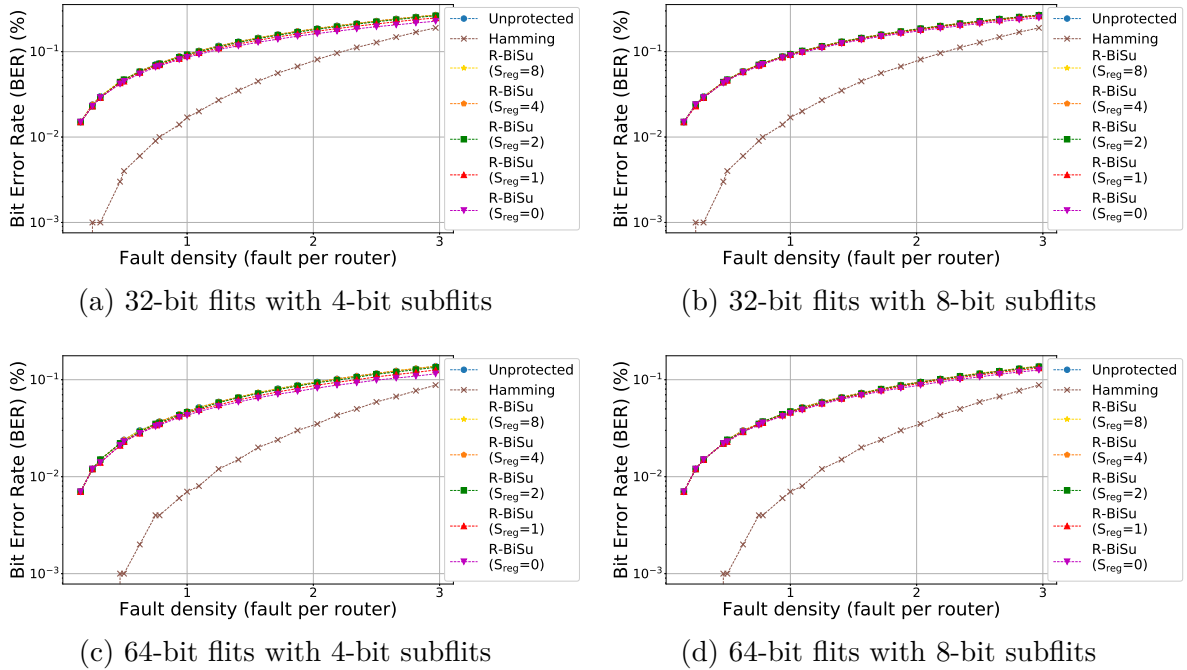 Bit Error Rate (BER) (%)
10⁻¹
10⁻²
10⁻³
1
2
3
Fault density (fault per router)
Unprotected
Hamming
R-BiSu
(S_reg=8)
R-BiSu
(S_reg=4)
R-BiSu
(S_reg=2)
R-BiSu
(S_reg=1)
R-BiSu
(S_reg=0)
(a) 32-bit flits with 4-bit subflits
Bit Error Rate (BER) (%)
10⁻¹
10⁻²
10⁻³
1
2
3
Fault density (fault per router)
Unprotected
Hamming
R-BiSu
(S_reg=8)
R-BiSu
(S_reg=4)
R-BiSu
(S_reg=2)
R-BiSu
(S_reg=1)
R-BiSu
(S_reg=0)
(b) 32-bit flits with 8-bit subflits
Bit Error Rate (BER) (%)
10⁻¹
10⁻²
10⁻³
1
2
3
Fault density (fault per router)
Unprotected
Hamming
R-BiSu
(S_reg=8)
R-BiSu
(S_reg=4)
R-BiSu
(S_reg=2)
R-BiSu
(S_reg=1)
R-BiSu
(S_reg=0)
(c) 64-bit flits with 4-bit subflits
Bit Error Rate (BER) (%)
10⁻¹
10⁻²
10⁻³
1
2
3
Fault density (fault per router)
Unprotected
Hamming
R-BiSu
(S_reg=8)
R-BiSu
(S_reg=4)
R-BiSu
(S_reg=2)
R-BiSu
(S_reg=1)
R-BiSu
(S_reg=0)
(d) 64-bit flits with 8-bit subflits